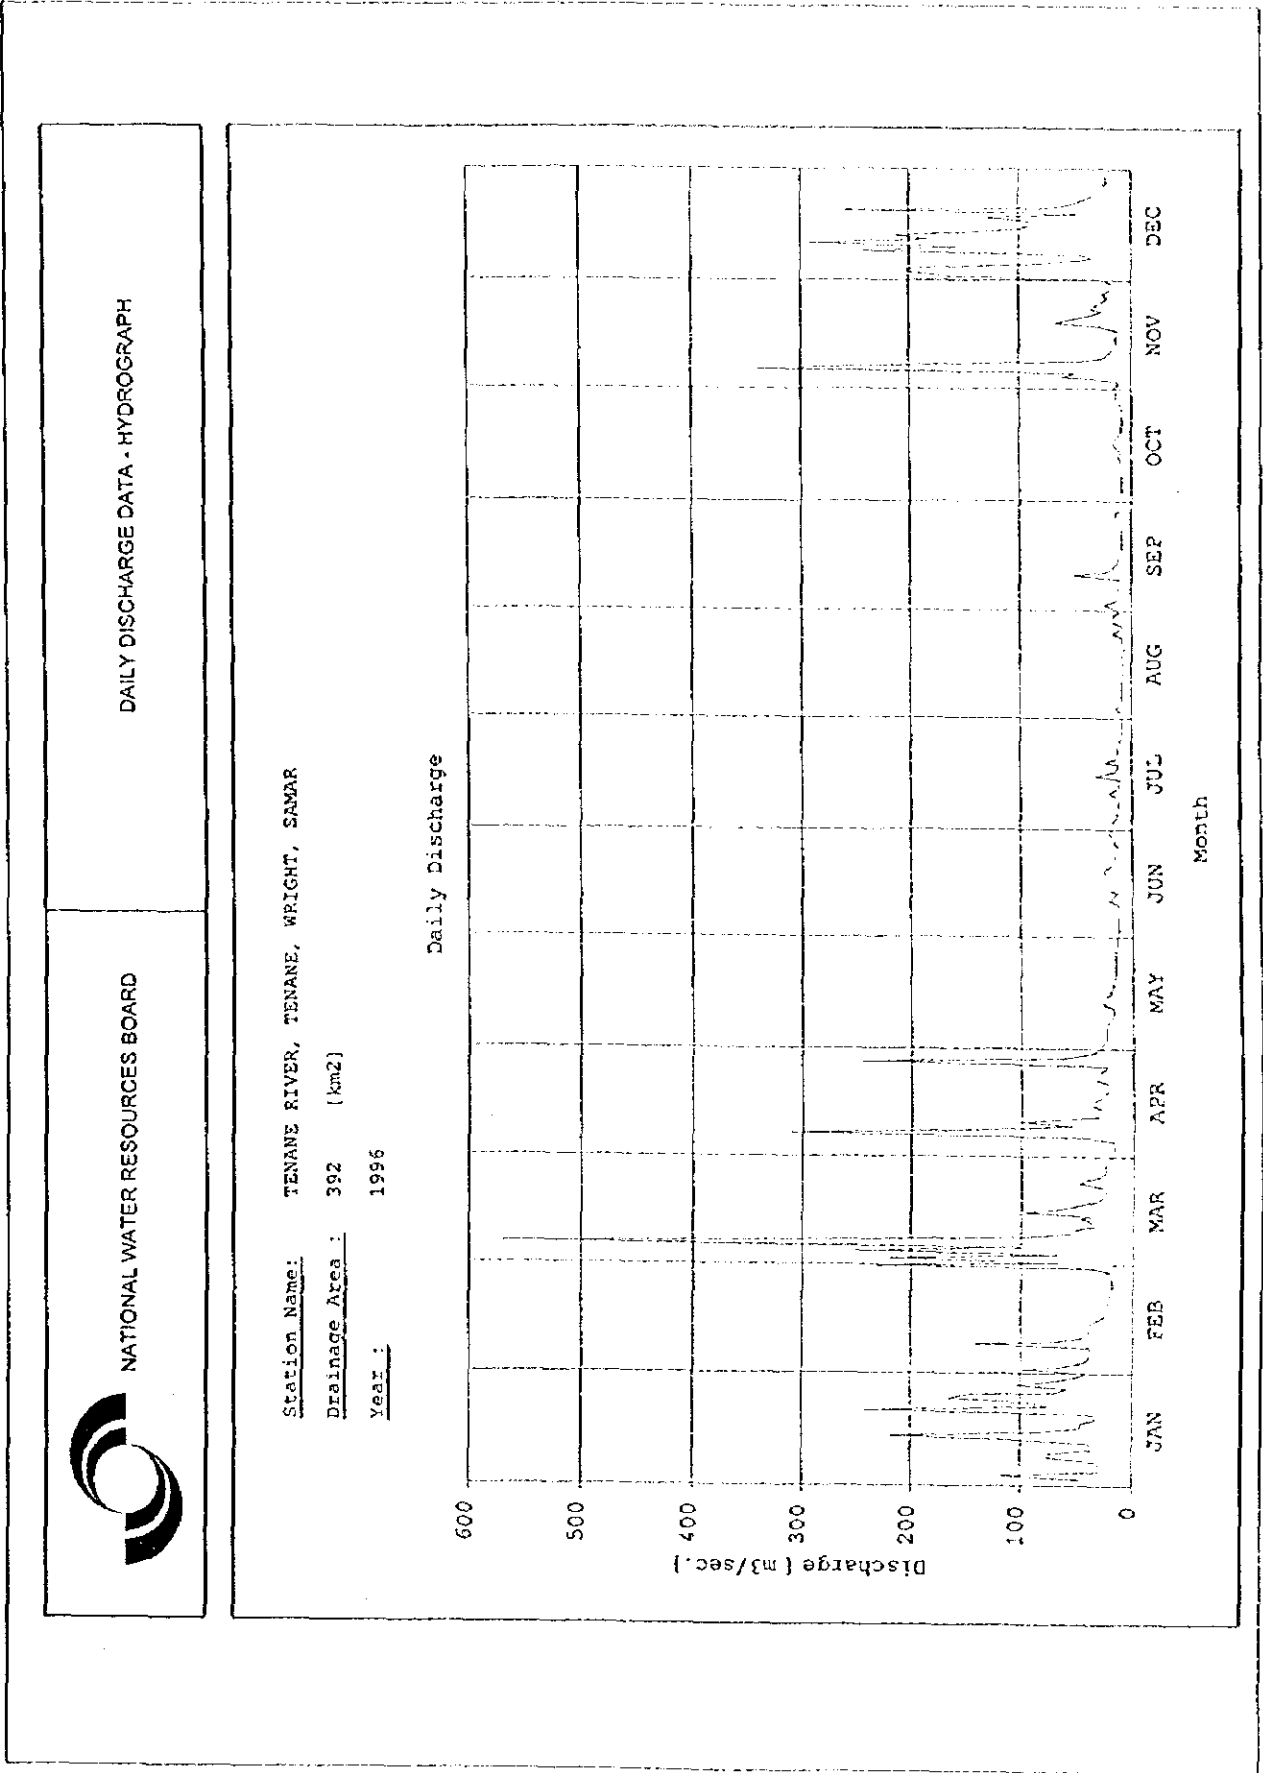 NATIONAL WATER RESOURCES BOARD
DAILY DISCHARGE DATA - HYDROGRAPH
Station Name: TENANE RIVER, TENANE, WRIGHT, SAMAR
Drainage Area : 392 [km2]
Year : 1996
Daily Discharge
Discharge ( m3/sec.)
600
500
400
300
200
100
0
JAN FEB MAR APR MAY JUN JUL AUG SEP OCT NOV DEC
Month